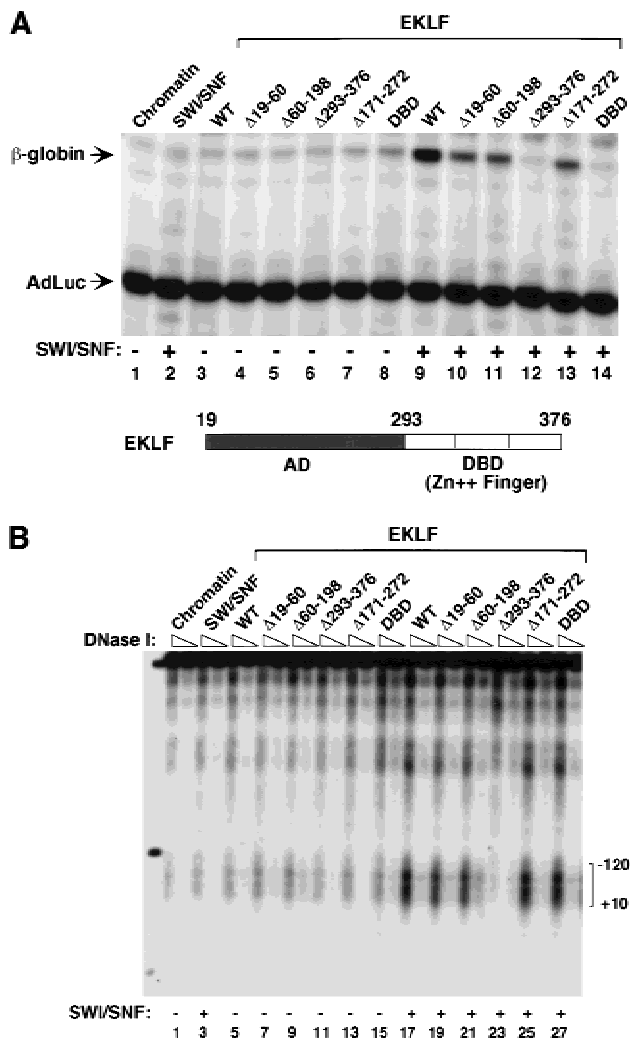 A
EKLF
Chromatin SWI/SNF WT Δ19-60 Δ60-198 Δ293-376 Δ171-272 DBD WT Δ19-60 Δ60-198 Δ293-376 Δ171-272 DBD
β-globin
AdLuc
SWI/SNF: - + - - - - - - + + + + + +
1 2 3 4 5 6 7 8 9 10 11 12 13 14
19 293 376
EKLF
AD DBD
(Zn++ Finger)
B
EKLF
Chromatin SWI/SNF WT Δ19-60 Δ60-198 Δ293-376 Δ171-272 DBD WT Δ19-60 Δ60-198 Δ293-376 Δ171-272 DBD
DNase I:
-120
+10
SWI/SNF: - + - - - - - - + + + + + +
1 3 5 7 9 11 13 15 17 19 21 23 25 27